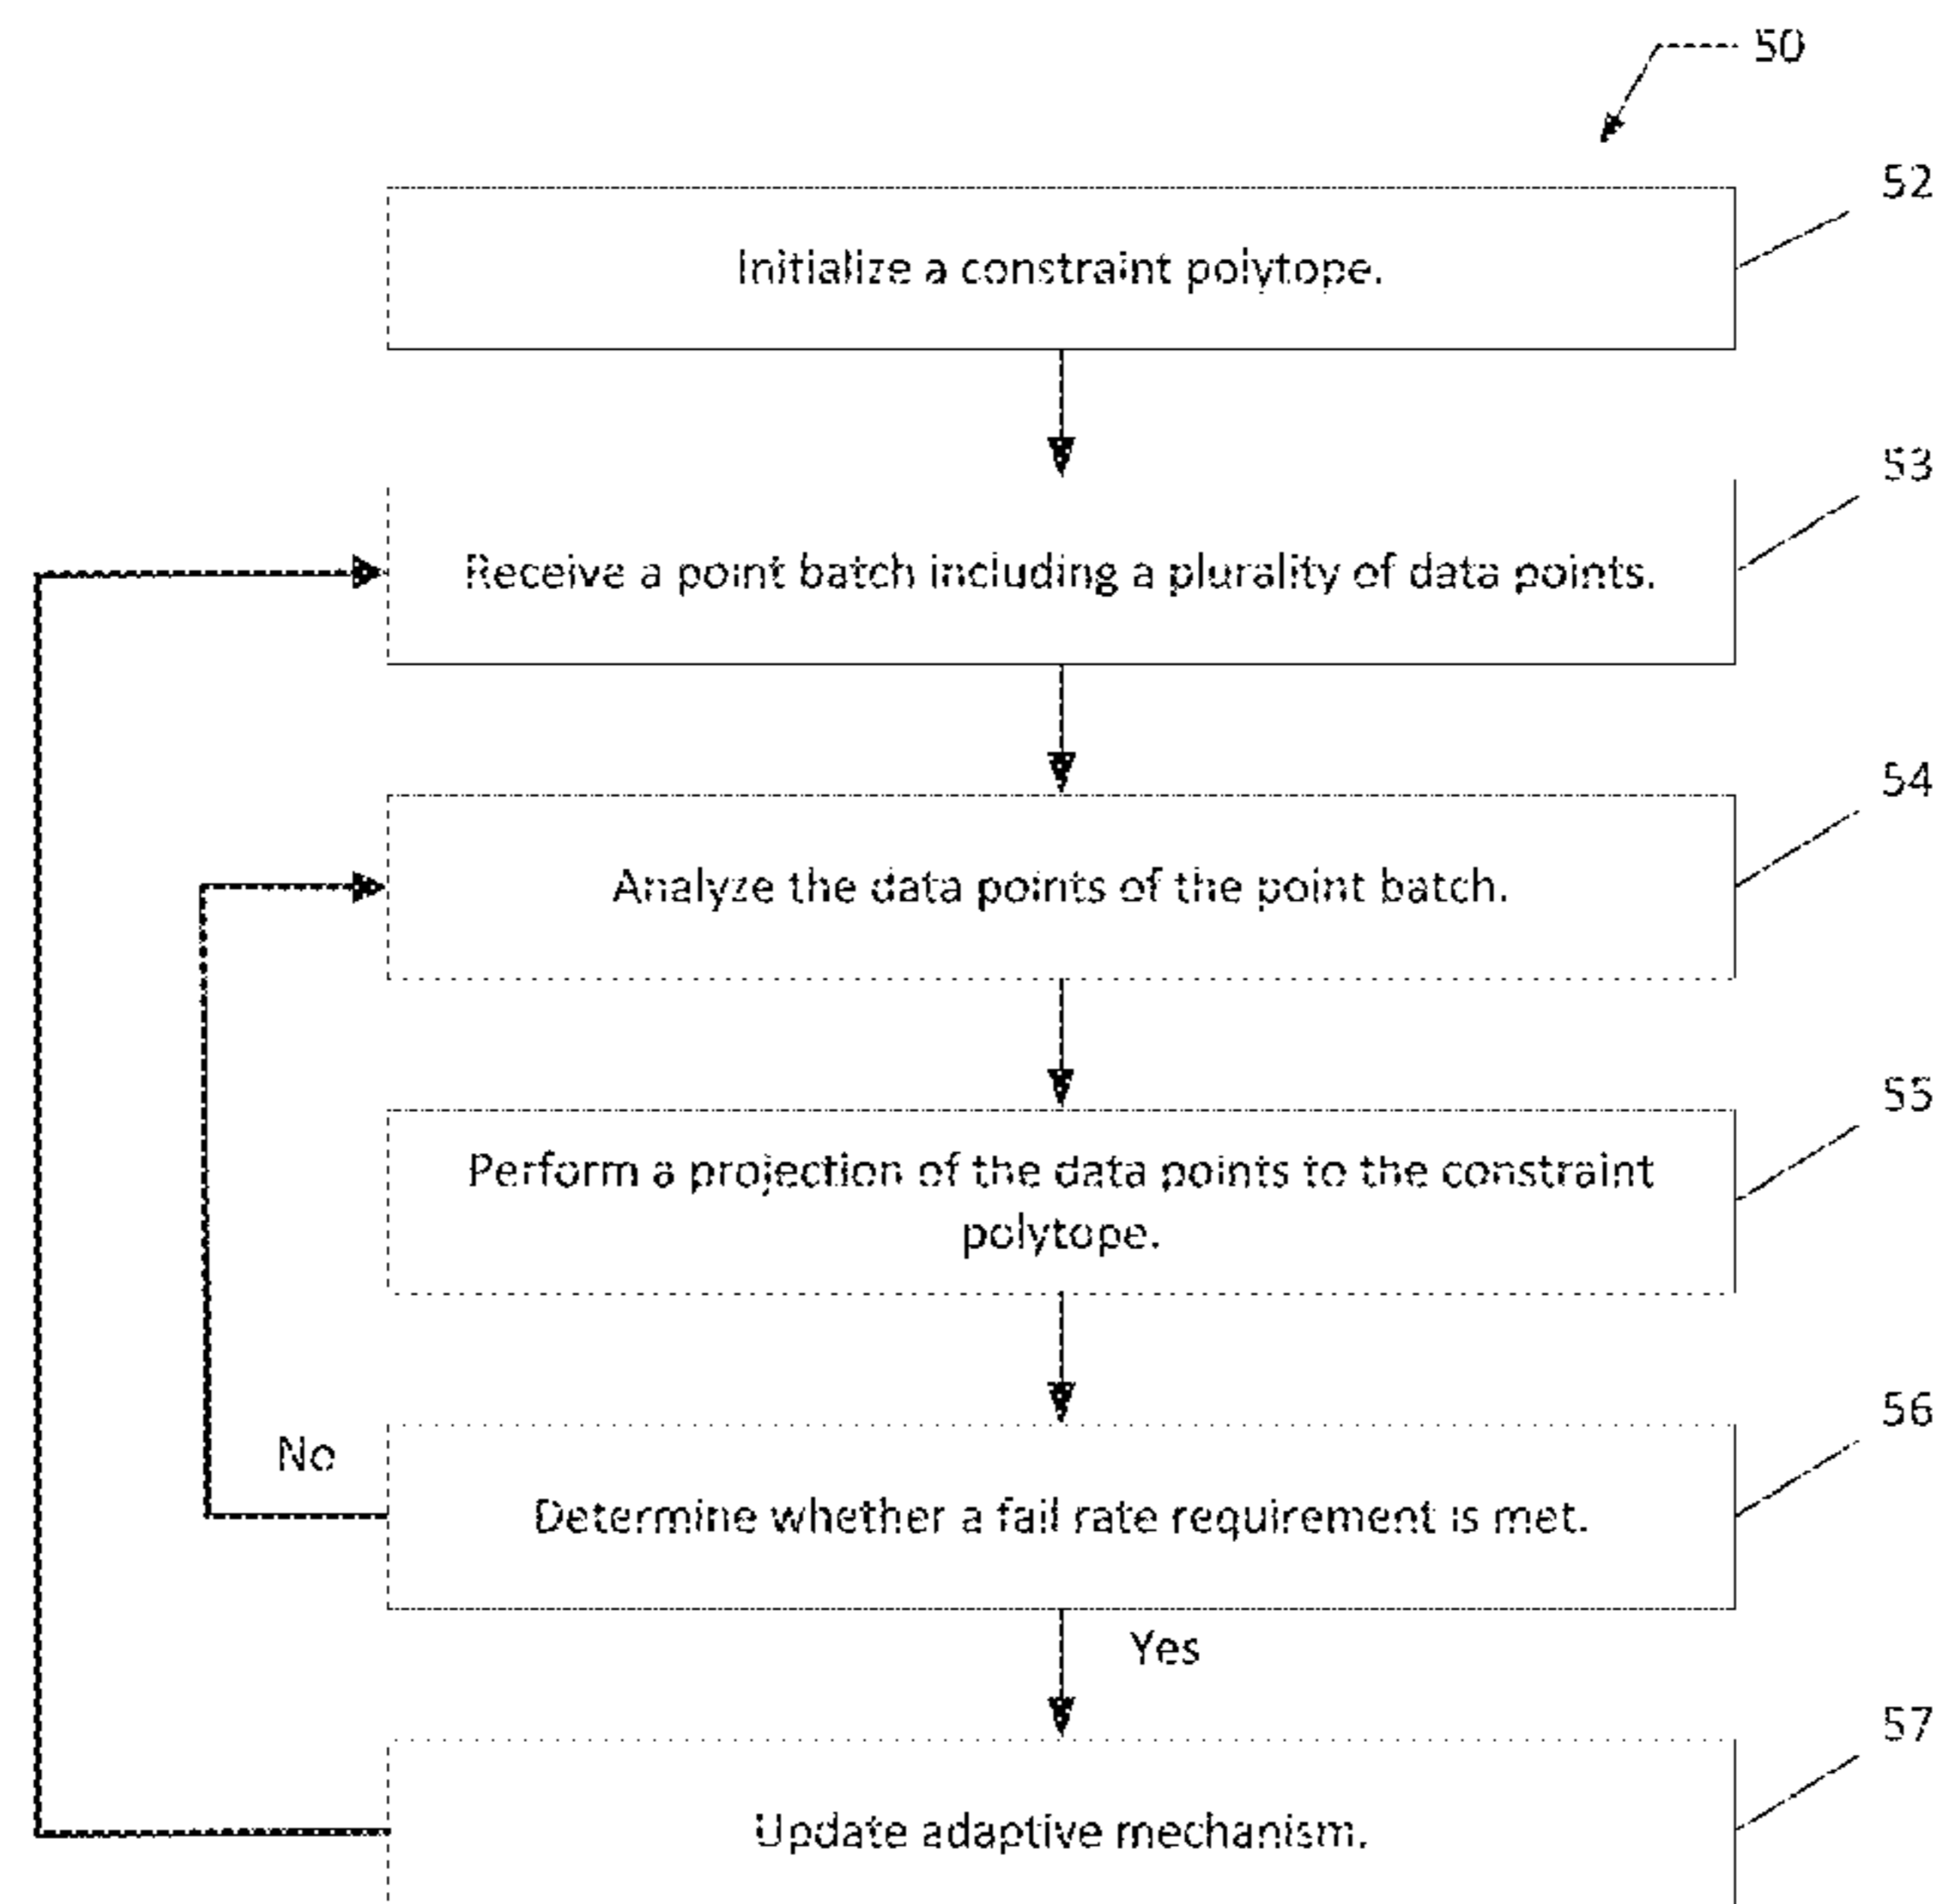 50
52
Initialize a constraint polytope.
53
Receive a point batch including a plurality of data points.
54
Analyze the data points of the point batch.
55
Perform a projection of the data points to the constraint
polytope.
56
No
Determine whether a fail rate requirement is met.
Yes
57
Update adaptive mechanism.